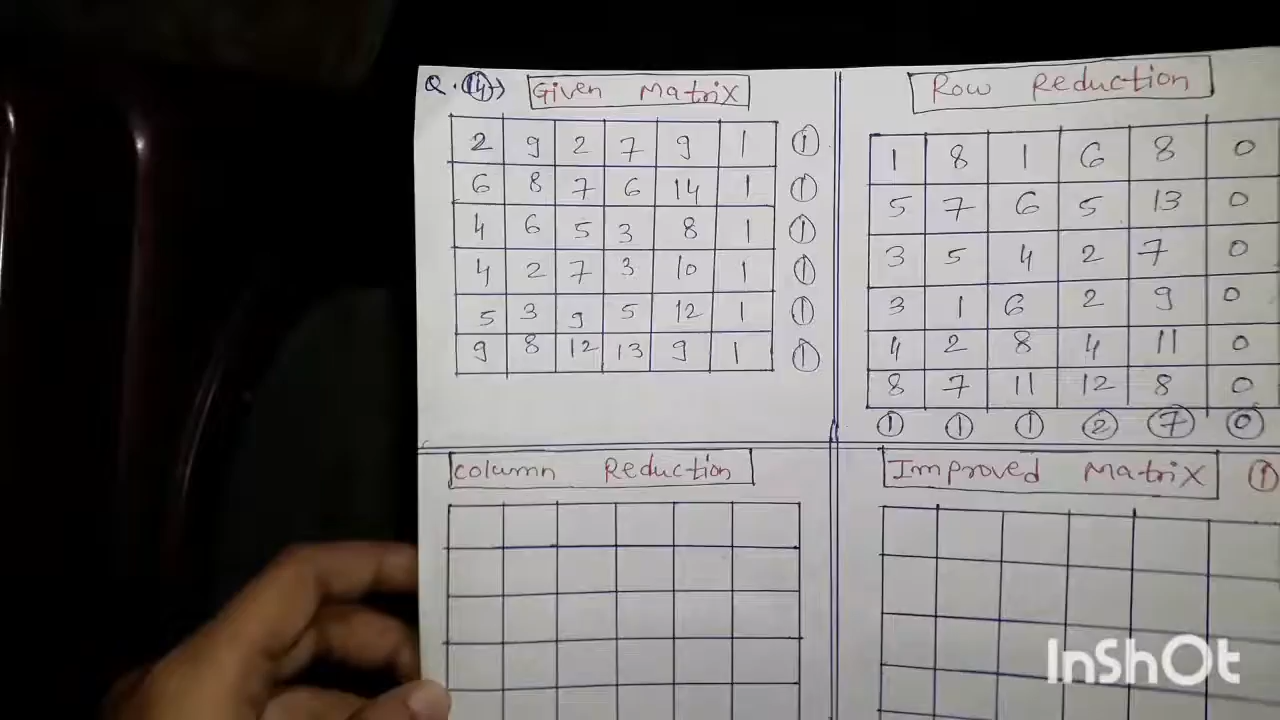 Q. 14→ Given Matrix
2 9 2 7 9 1 1
6 8 7 6 14 1 1
4 6 5 3 8 1 1
4 2 7 3 10 1 1
5 3 9 5 12 1 1
9 8 12 13 9 1 1
Row Reduction
1 8 1 6 8 0
5 7 6 5 13 0
3 5 4 2 7 0
3 1 6 2 9 0
4 2 8 4 11 0
8 7 11 12 8 0
1 1 1 2 7 0
Column Reduction
Improved Matrix 1
InShOt